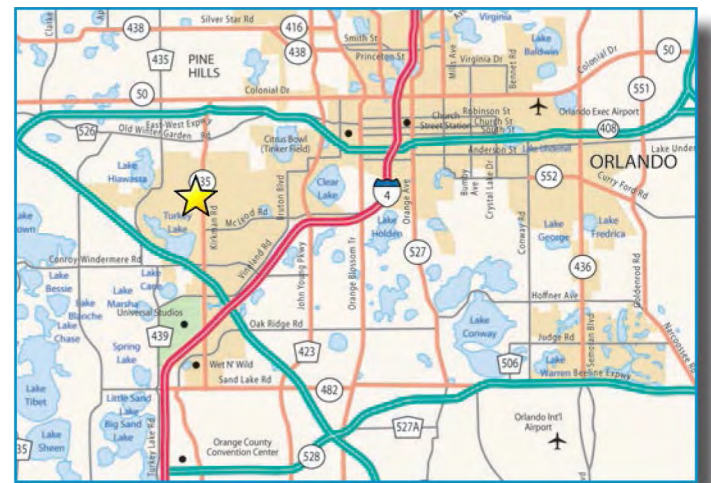 Silver Star Rd
416
Virginia
438
Clarke
435
438
Smith St
Princeton St
Lake
Baldwin
PINE
HILLS
Mills Ave
Virginia Dr
Bennet Rd
Colonial Dr
50
50
Colonial Dr
551
Robinson St
Orlando Exec Airport
526
East-West Expy
Old Winter Garden Rd
Church
Street Station
Church St
South St
408
Citrus Bowl
(Tinker Field)
Anderson St
Lake Underhill
Lake Under
ORLANDO
Lake
Hiawassa
435
Bruton Blvd
Clear
Lake
4
Orange Ave
Bumby
Ave
Crystal Lake Dr
552
Curry Ford Rd
Turkey
Lake
Kirkman Rd
McLeod Rd
Lake
Holden
Conway Rd
Lake
George
Lake
Fredrica
Vineland Rd
John Young Pkwy
Orange Blossom Tr
527
436
Goldenrod Rd
Conroy-Windermere Rd
Lake
Bessie
Lake
Cane
Lake
Marsha
Lake
Blanche
Hoffner Ave
Universal Studios
Lake
Chase
Oak Ridge Rd
Lake
Conway
Semoran Blvd
Narcoossee Rd
439
Spring
Lake
423
Judge Rd
506
Wet N' Wild
Lake
Warren
Beeline Expwy
Sand Lake Rd
482
Lake
Tibet
Little Sand
Lake
Big Sand
Lake
Turkey Lake Rd
527A
Orlando Int'l
Airport
Lake
Sheen
35
Orange County
Convention Center
528